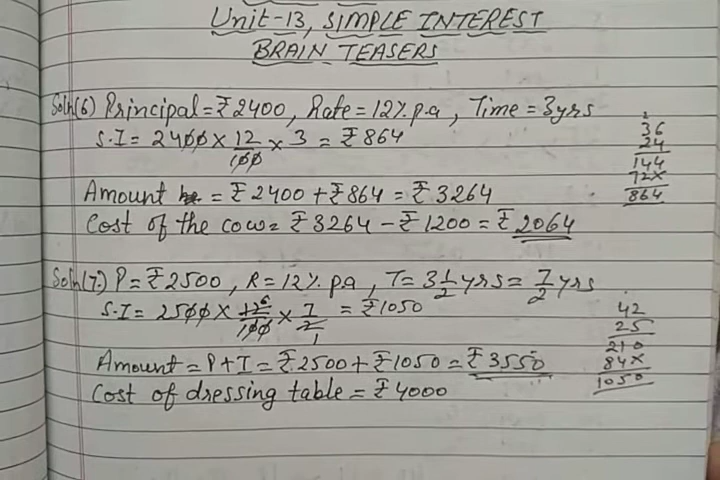 Unit-13, SIMPLE INTEREST
BRAIN TEASERS
Soln(6) Principal = ₹2400, Rate = 12% p.a, Time = 3yrs
S.I = 2400 × 12/100 × 3 = ₹864
Amount = ₹2400 + ₹864 = ₹3264
Cost of the cow = ₹3264 - ₹1200 = ₹2064
36
24
144
72×
864
Soln(7) P = ₹2500, R = 12% p.a, T = 3 1/2 yrs = 7/2 yrs
S.I = 2500 × 12/100 × 7/2 = ₹1050
Amount = P+I = ₹2500 + ₹1050 = ₹3550
Cost of dressing table = ₹4000
42
25
210
84×
1050